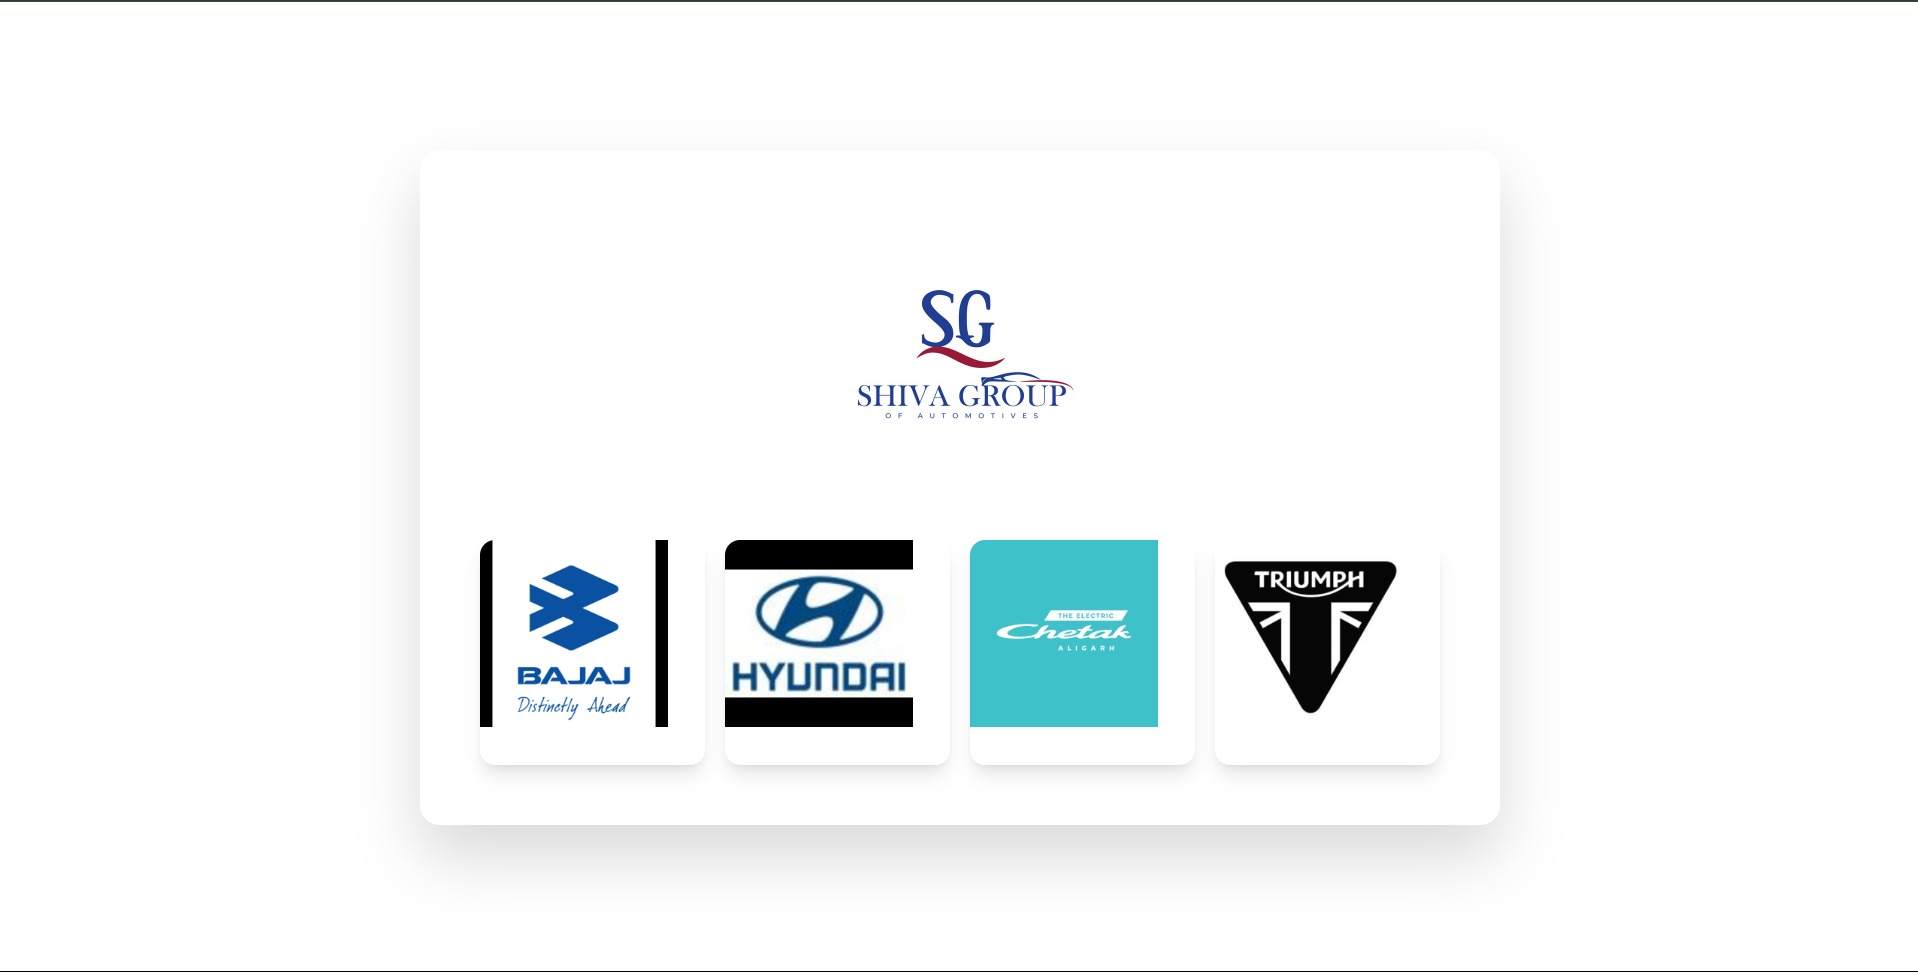 SG
SHIVA GROUP
OF AUTOMOTIVES
BAJAJ
Distinctly Ahead
HYUNDAI
THE ELECTRIC
Chetak
ALIGARH
TRIUMPH